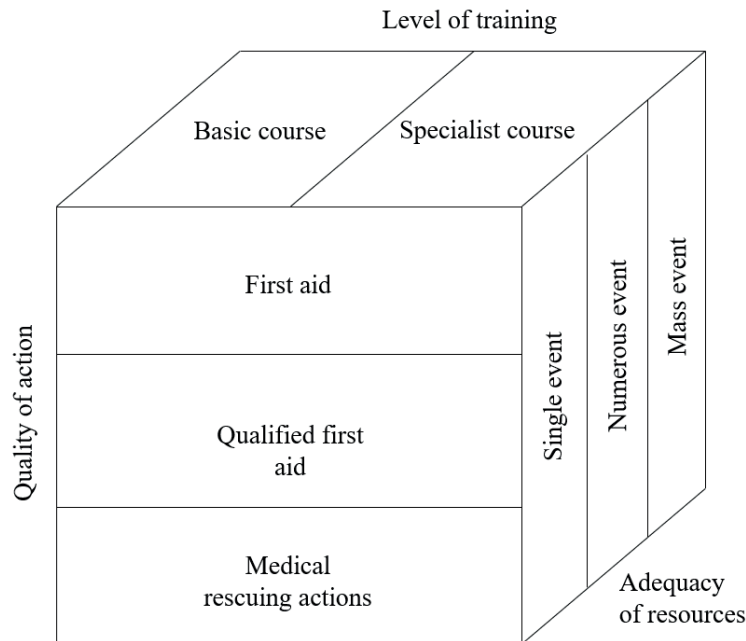 Level of training
Basic course
Specialist course
First aid
Qualified first
aid
Medical
rescuing actions
Quality of action
Single event
Numerous event
Mass event
Adequacy
of resources